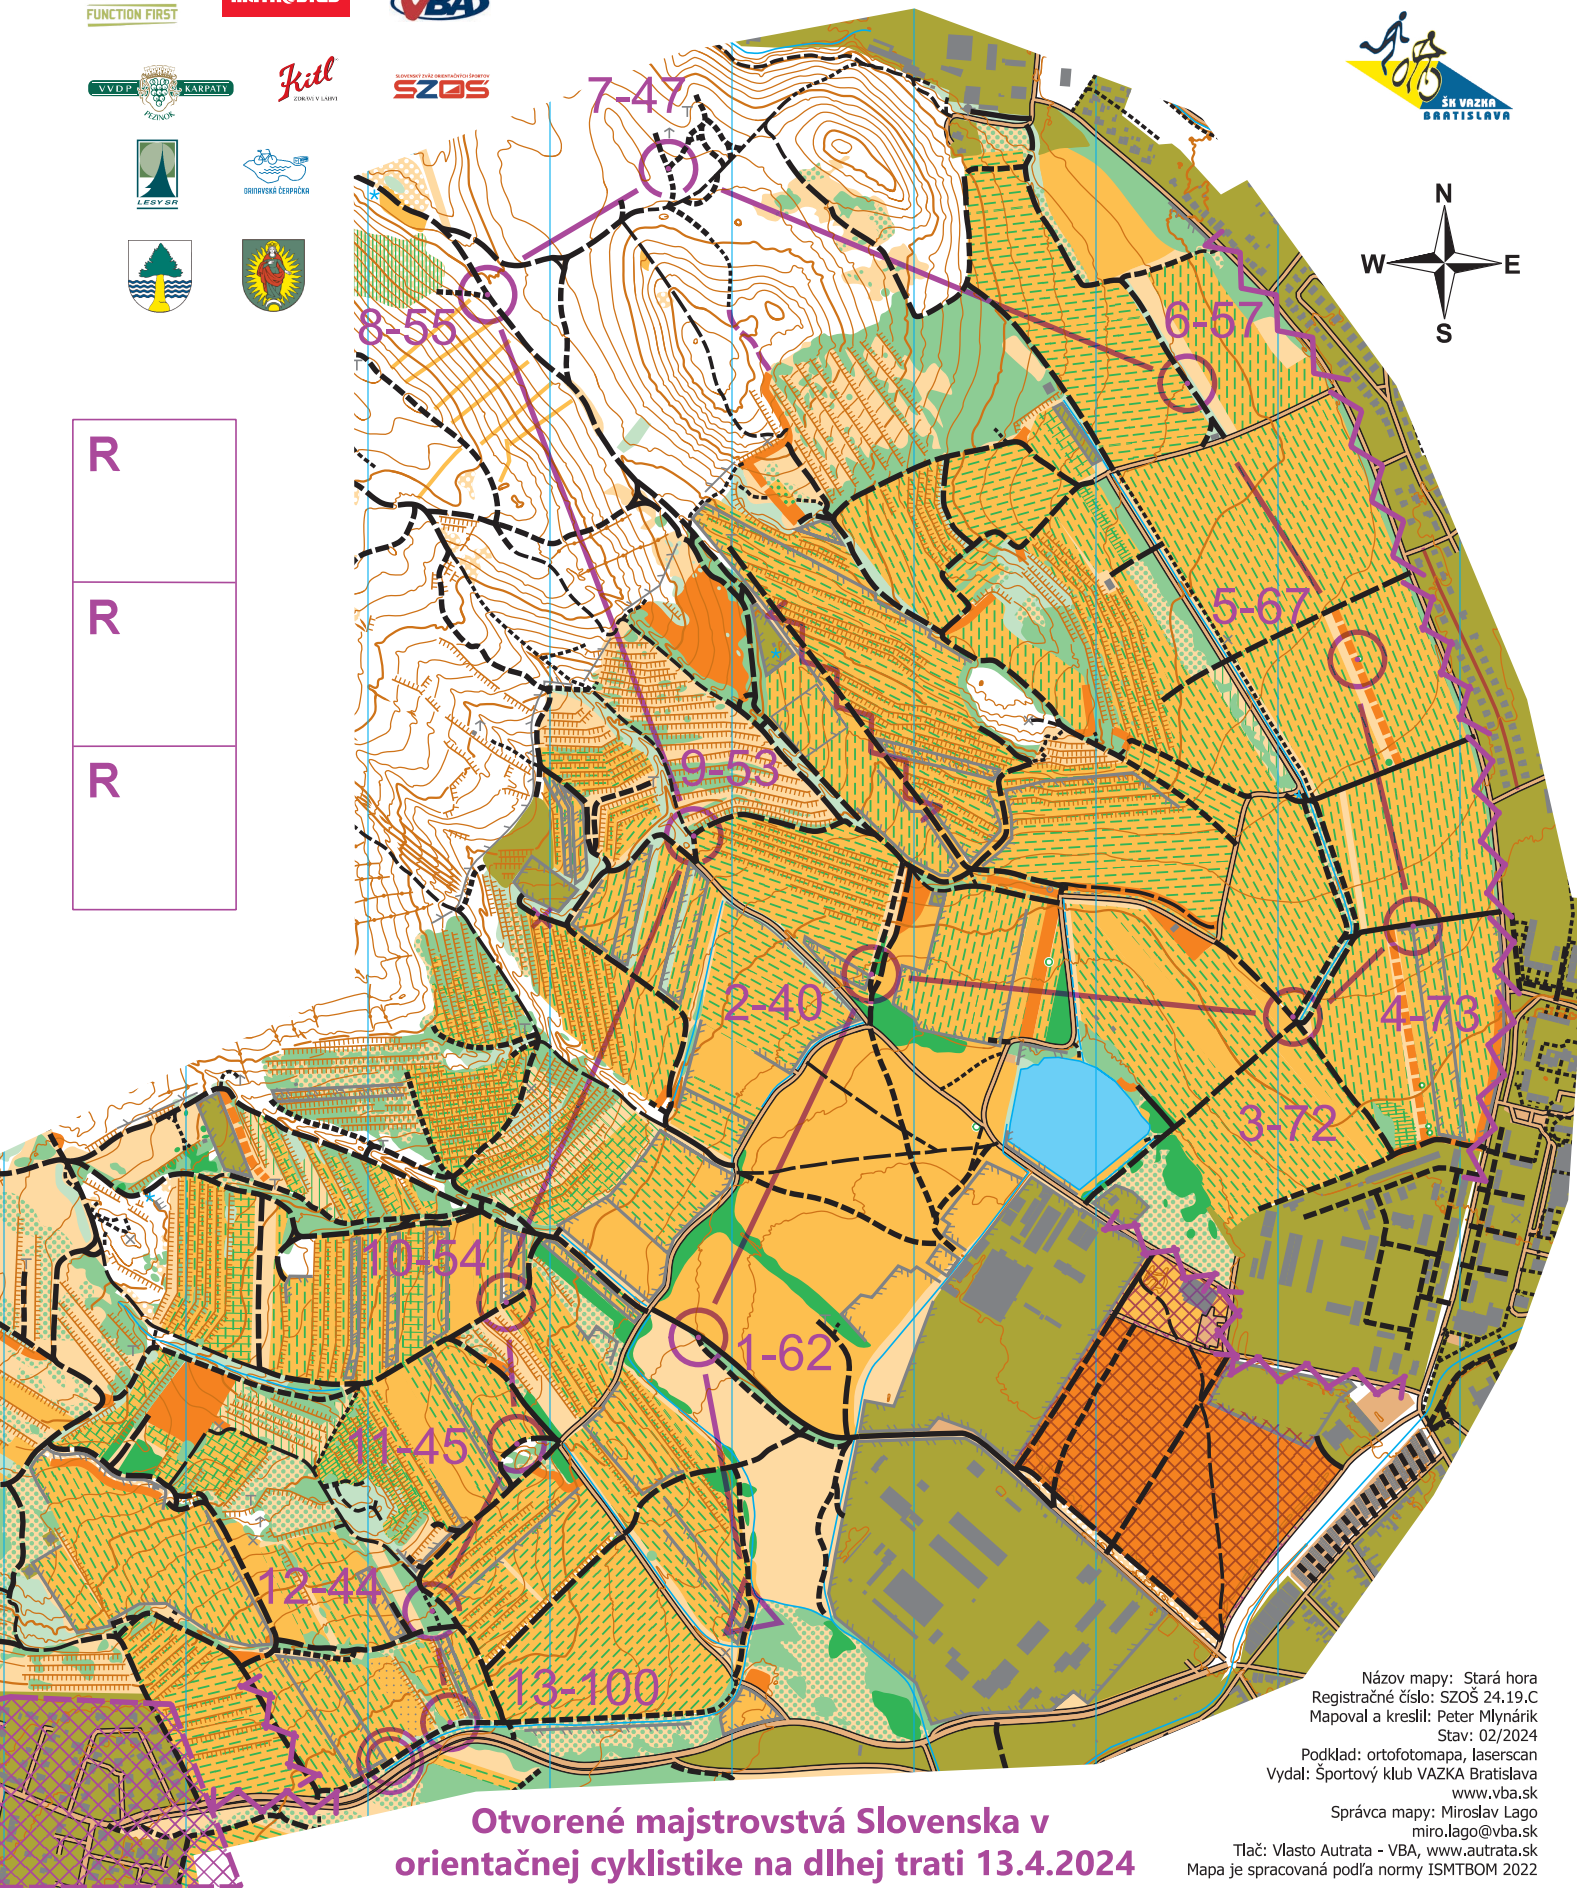 FUNCTION FIRST
VBA
VVDP KARPATY
PEZINOK
Kitl
SLOVENSKÝ ZVÄZ ORIENTAČNÝCH ŠPORTOV
SZOŠ
LESY SR
ŠK VAZKA
BRATISLAVA
N
W E
S
7-47
8-55
6-57
R
5-67
R
9-53
R
2-40
4-73
3-72
10-54
1-62
11-45
12-44
13-100
Názov mapy: Stará hora
Registračné číslo: SZOŠ 24.19.C
Mapoval a kreslil: Peter Mlynárik
Stav: 02/2024
Podklad: ortofotomapa, laserscan
Vydal: Športový klub VAZKA Bratislava
www.vba.sk
Správca mapy: Miroslav Lago
miro.lago@vba.sk
Tlač: Vlasto Autrata - VBA, www.autrata.sk
Mapa je spracovaná podľa normy ISMTBOM 2022
Otvorené majstrovstvá Slovenska v
orientačnej cyklistike na dlhej trati 13.4.2024